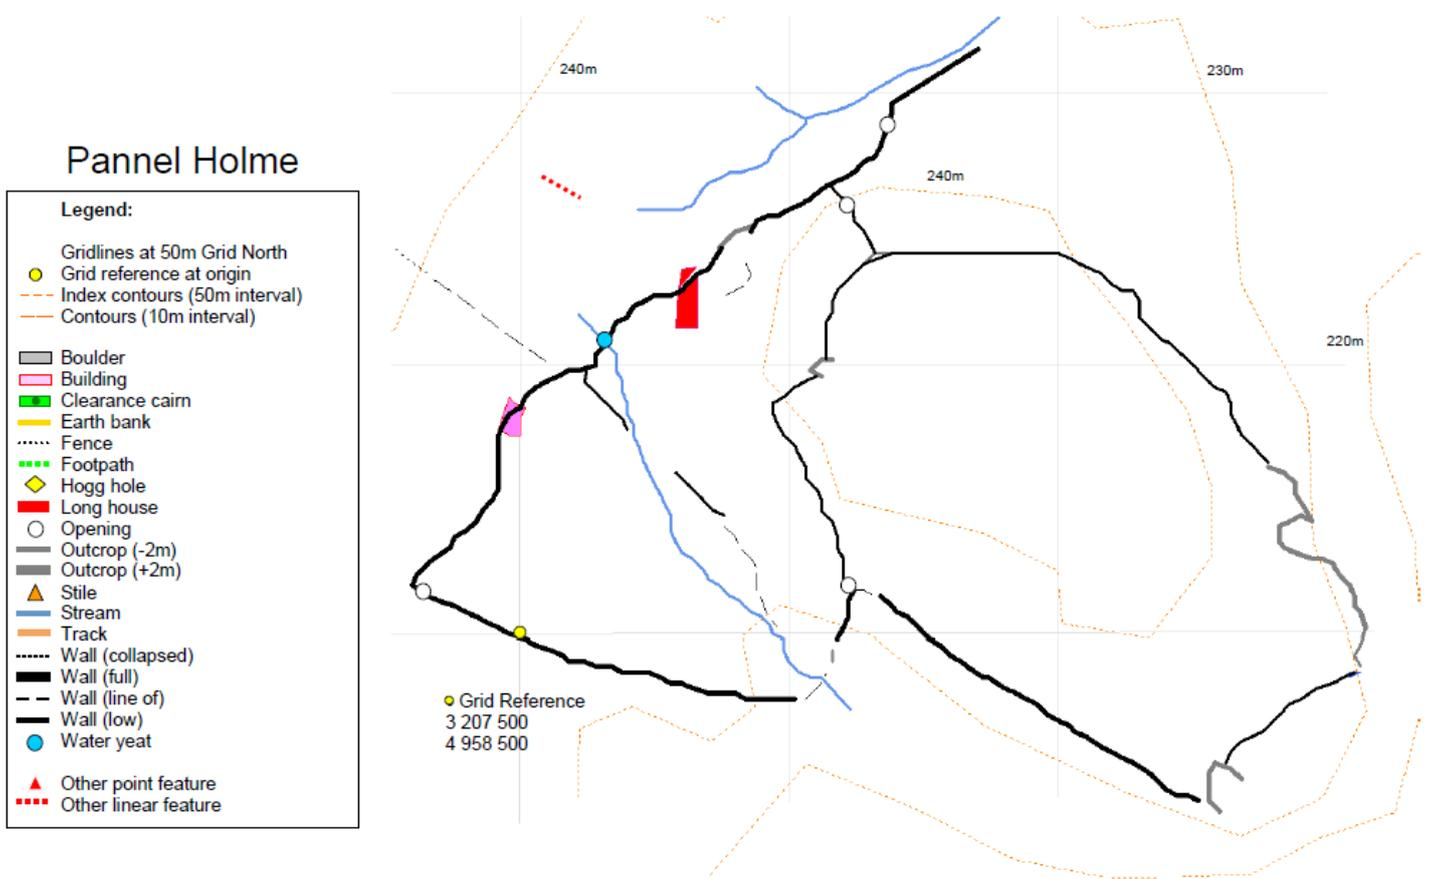 Pannel Holme
Legend:
Gridlines at 50m Grid North
Grid reference at origin
Index contours (50m interval)
Contours (10m interval)
Boulder
Building
Clearance cairn
Earth bank
Fence
Footpath
Hogg hole
Long house
Opening
Outcrop (-2m)
Outcrop (+2m)
Stile
Stream
Track
Wall (collapsed)
Wall (full)
Wall (line of)
Wall (low)
Water yeat
Other point feature
Other linear feature
240m
230m
240m
220m
Grid Reference
3 207 500
4 958 500